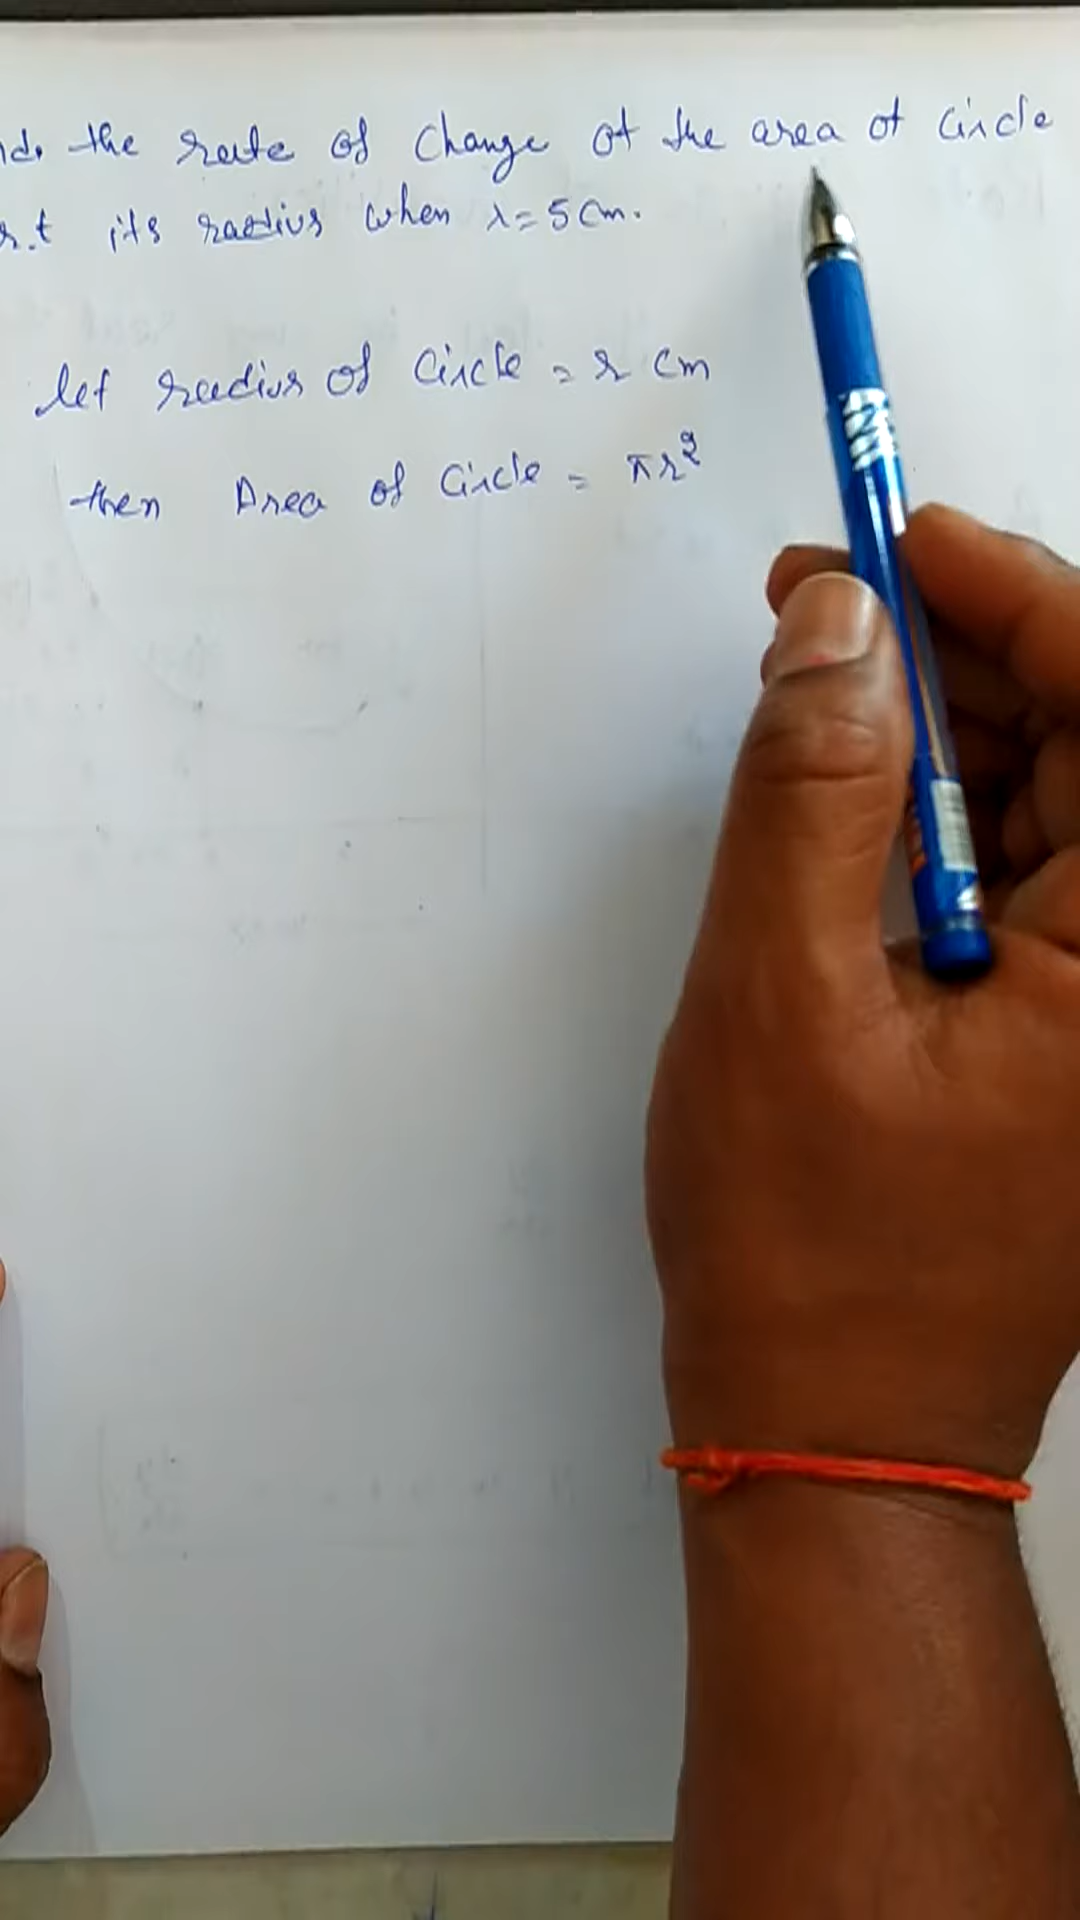 nd. the rate of change of the area of circle
r.t its radius when r=5cm.
let radius of circle = r cm
then Area of circle = πr²